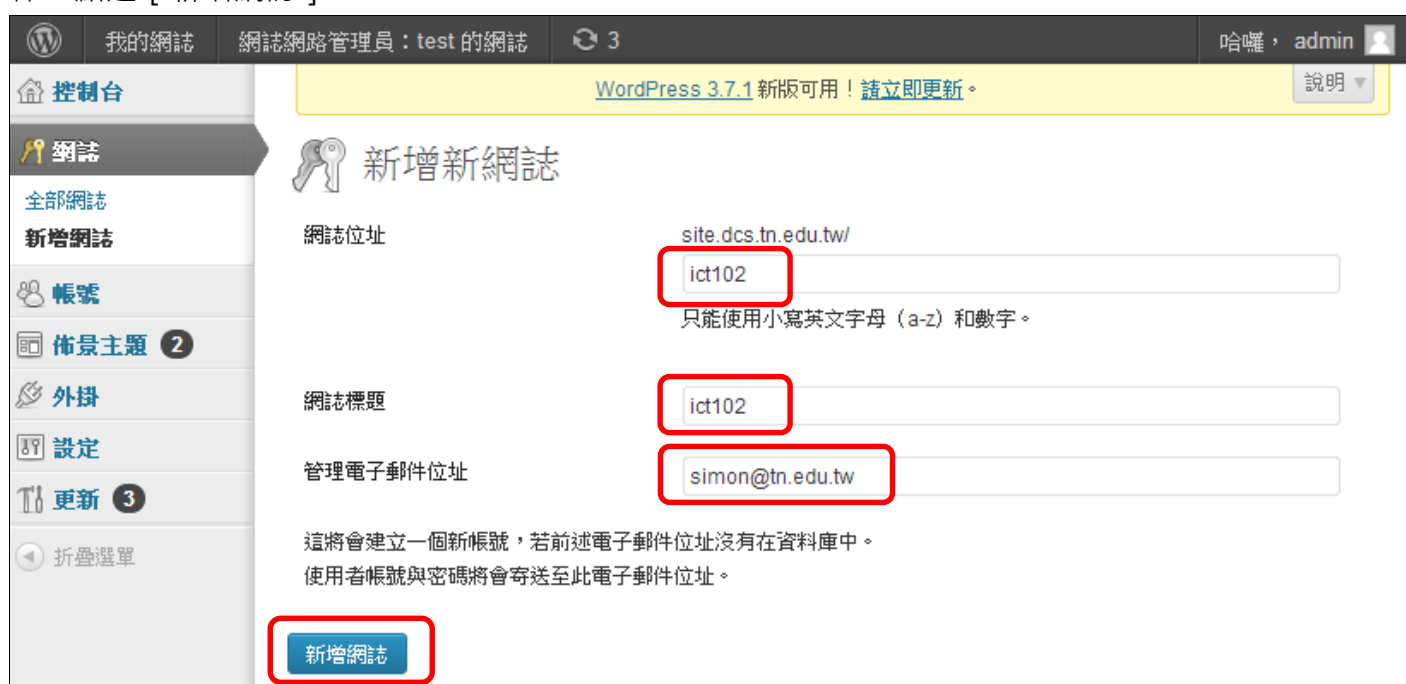 我的網誌 網誌網路管理員：test 的網誌 3 哈囉， admin
控制台
WordPress 3.7.1 新版可用！請立即更新。
說明
網誌
新增新網誌
全部網誌
新增網誌
網誌位址
site.dcs.tn.edu.tw/
ict102
只能使用小寫英文字母（a-z）和數字。
帳號
佈景主題 2
外掛
網誌標題
ict102
設定
管理電子郵件位址
simon@tn.edu.tw
更新 3
這將會建立一個新帳號，若前述電子郵件位址沒有在資料庫中。
折疊選單
使用者帳號與密碼將會寄送至此電子郵件位址。
新增網誌